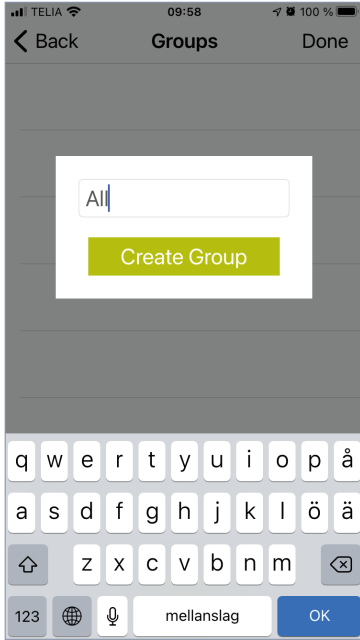 TELIA 09:58 100 %
Back Groups Done
All
Create Group
q w e r t y u i o p å
a s d f g h j k l ö ä
z x c v b n m
123 mellanslag OK